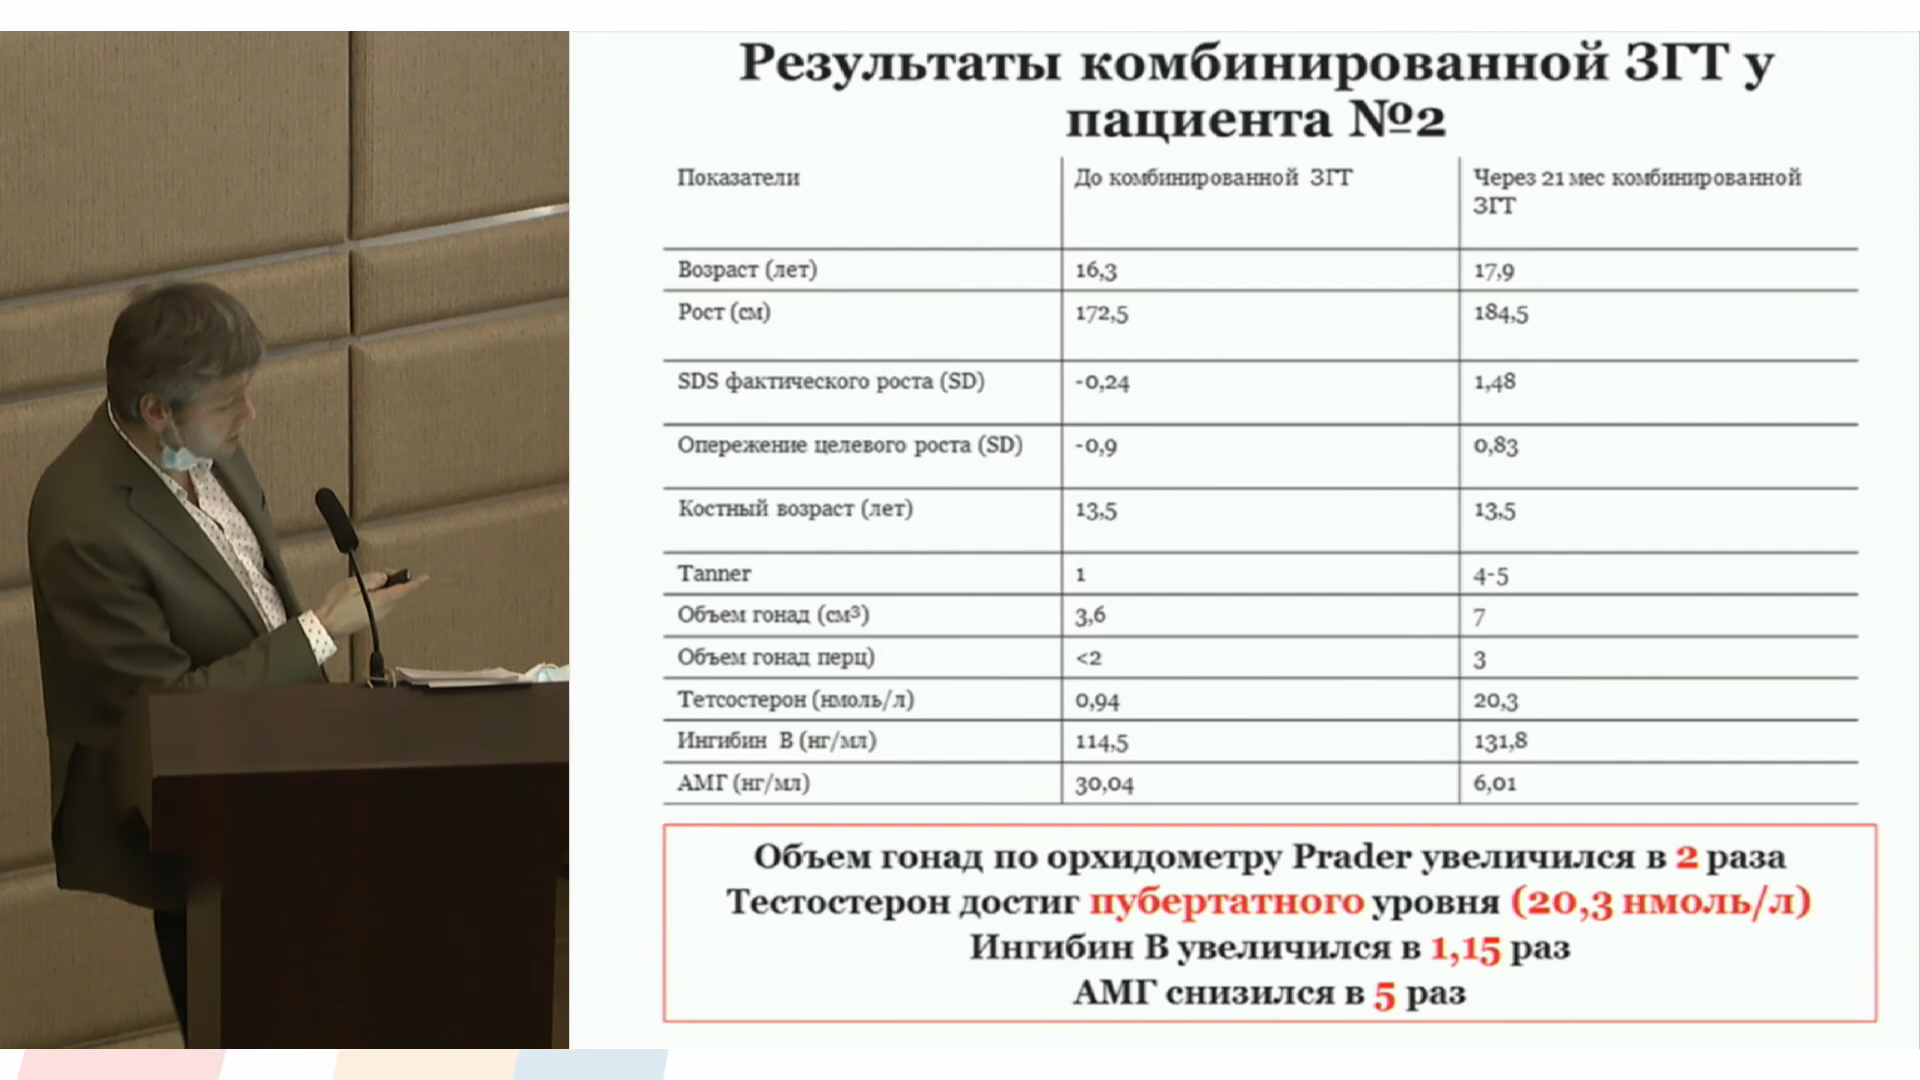 Результаты комбинированной ЗГТ у
пациента №2
Показатели
До комбинированной ЗГТ
Через 21 мес комбинированной
ЗГТ
Возраст (лет)
16,3
17,9
Рост (см)
172,5
184,5
SDS фактического роста (SD)
-0,24
1,48
Опережение целевого роста (SD)
-0,9
0,83
Костный возраст (лет)
13,5
13,5
Tanner
1
4-5
Объем гонад (см³)
3,6
7
Объем гонад перц)
<2
3
Тетсостерон (нмоль/л)
0,94
20,3
Ингибин В (нг/мл)
114,5
131,8
АМГ (нг/мл)
30,04
6,01
Объем гонад по орхидометру Prader увеличился в 2 раза
Тестостерон достиг пубертатного уровня (20,3 нмоль/л)
Ингибин В увеличился в 1,15 раз
АМГ снизился в 5 раз